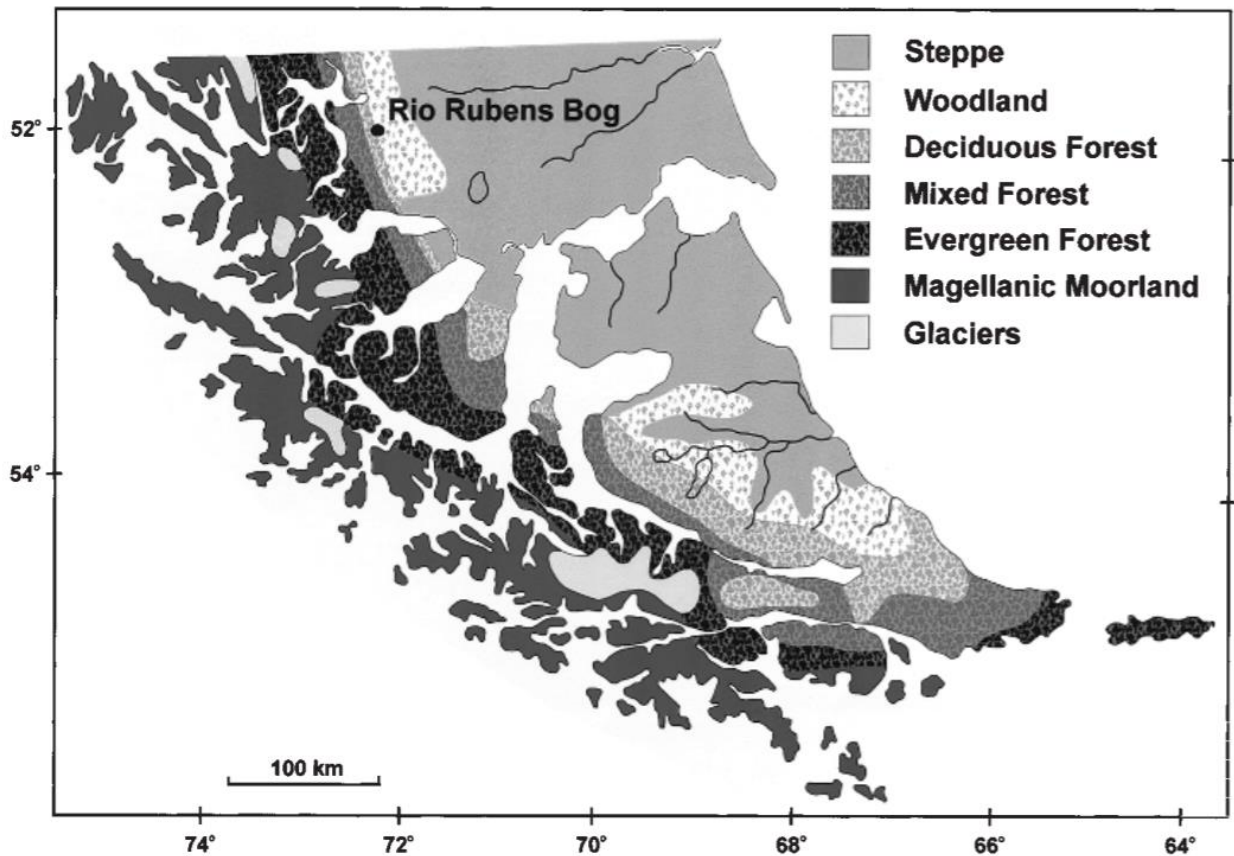 Steppe
Woodland
Rio Rubens Bog
52°
Deciduous Forest
Mixed Forest
Evergreen Forest
Magellanic Moorland
Glaciers
54°
100 km
74° 72° 70° 68° 66° 64°